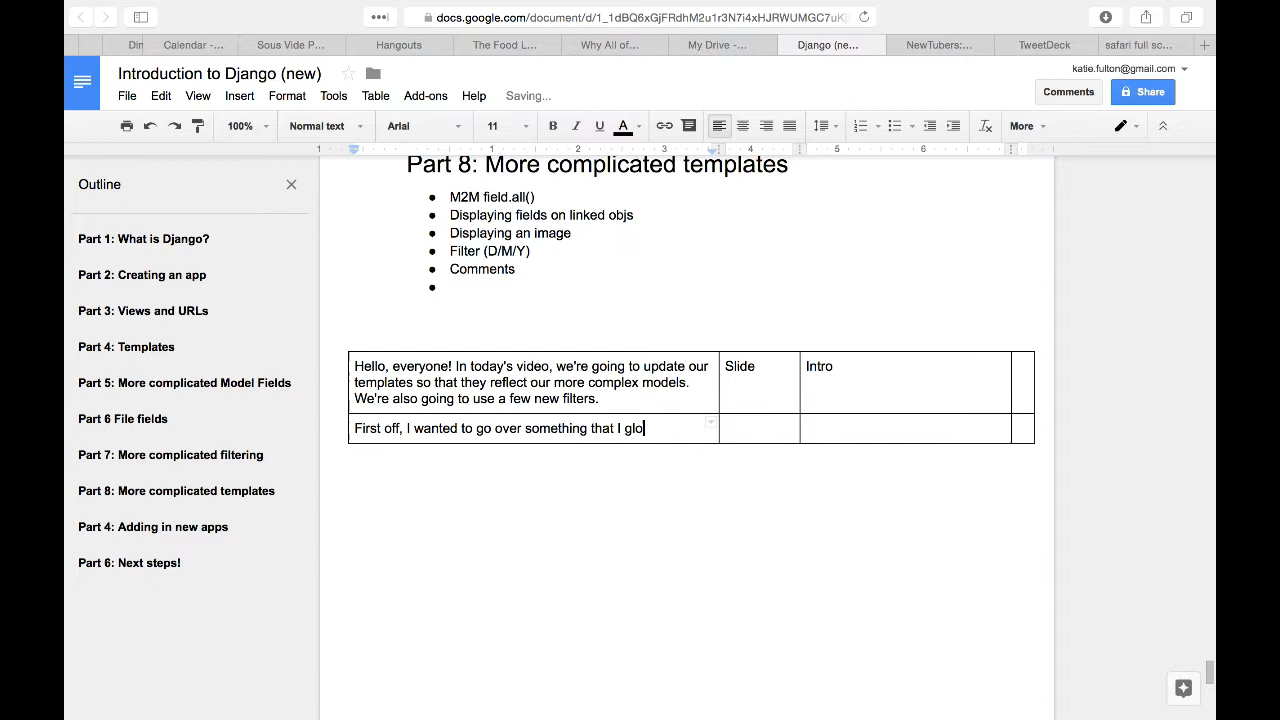 docs.google.com/document/d/1_1dBQ6xGjFRdhM2u1r3N7i4xHJRWUMGC7uKj
Din
Calendar -...
Sous Vide P...
Hangouts
The Food L...
Why All of...
My Drive -...
Django (ne...
NewTubers:...
TweetDeck
safari full sc...
Introduction to Django (new)
katie.fulton@gmail.com
File Edit View Insert Format Tools Table Add-ons Help Saving...
Comments
Share
100% Normal text Arial 11 B I U A More
1 1 2 3 4 5 6
Outline
Part 1: What is Django?
Part 2: Creating an app
Part 3: Views and URLs
Part 4: Templates
Part 5: More complicated Model Fields
Part 6 File fields
Part 7: More complicated filtering
Part 8: More complicated templates
Part 4: Adding in new apps
Part 6: Next steps!
Part 8: More complicated templates
M2M field.all()
Displaying fields on linked objs
Displaying an image
Filter (D/M/Y)
Comments
Hello, everyone! In today's video, we're going to update our
templates so that they reflect our more complex models.
We're also going to use a few new filters.
Slide
Intro
First off, I wanted to go over something that I glo